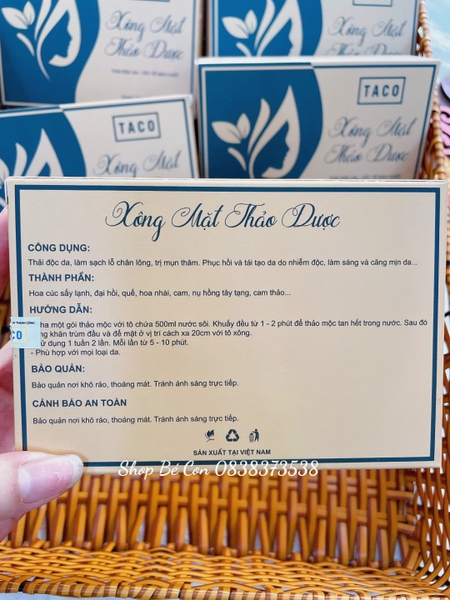 TACO
Xông Mặt
Thảo Dược
TACO
Xông Mặt
Thảo Dược
TACO
Xông Mặt
Thảo Dược
Xông Mặt Thảo Dược
CÔNG DỤNG:
Thải độc da, làm sạch lỗ chân lông, trị mụn thâm. Phục hồi và tái tạo da do nhiễm độc, làm sáng và căng mịn da...
THÀNH PHẦN:
Hoa cúc sấy lạnh, đại hồi, quế, hoa nhài, cam, nụ hồng tây tạng, cam thảo...
HƯỚNG DẪN:
ha một gói thảo mộc với tô chứa 500ml nước sôi. Khuấy đều từ 1 - 2 phút để thảo mộc tan hết trong nước. Sau đó
ng khăn trùm đầu và để mặt ở vị trí cách xa 20cm với tô xông.
ử dụng 1 tuần 2 lần. Mỗi lần từ 5 - 10 phút.
- Phù hợp với mọi loại da.
CO
BẢO QUẢN:
Bảo quản nơi khô ráo, thoáng mát. Tránh ánh sáng trực tiếp.
CẢNH BÁO AN TOÀN
Bảo quản nơi khô ráo, thoáng mát. Tránh ánh sáng trực tiếp.
SẢN XUẤT TẠI VIỆT NAM
Shop Bé Con 0838373538